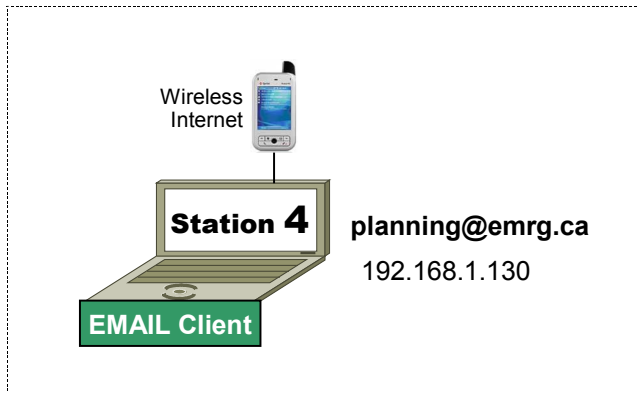 Wireless
Internet
Station 4
planning@emrg.ca
192.168.1.130
EMAIL Client